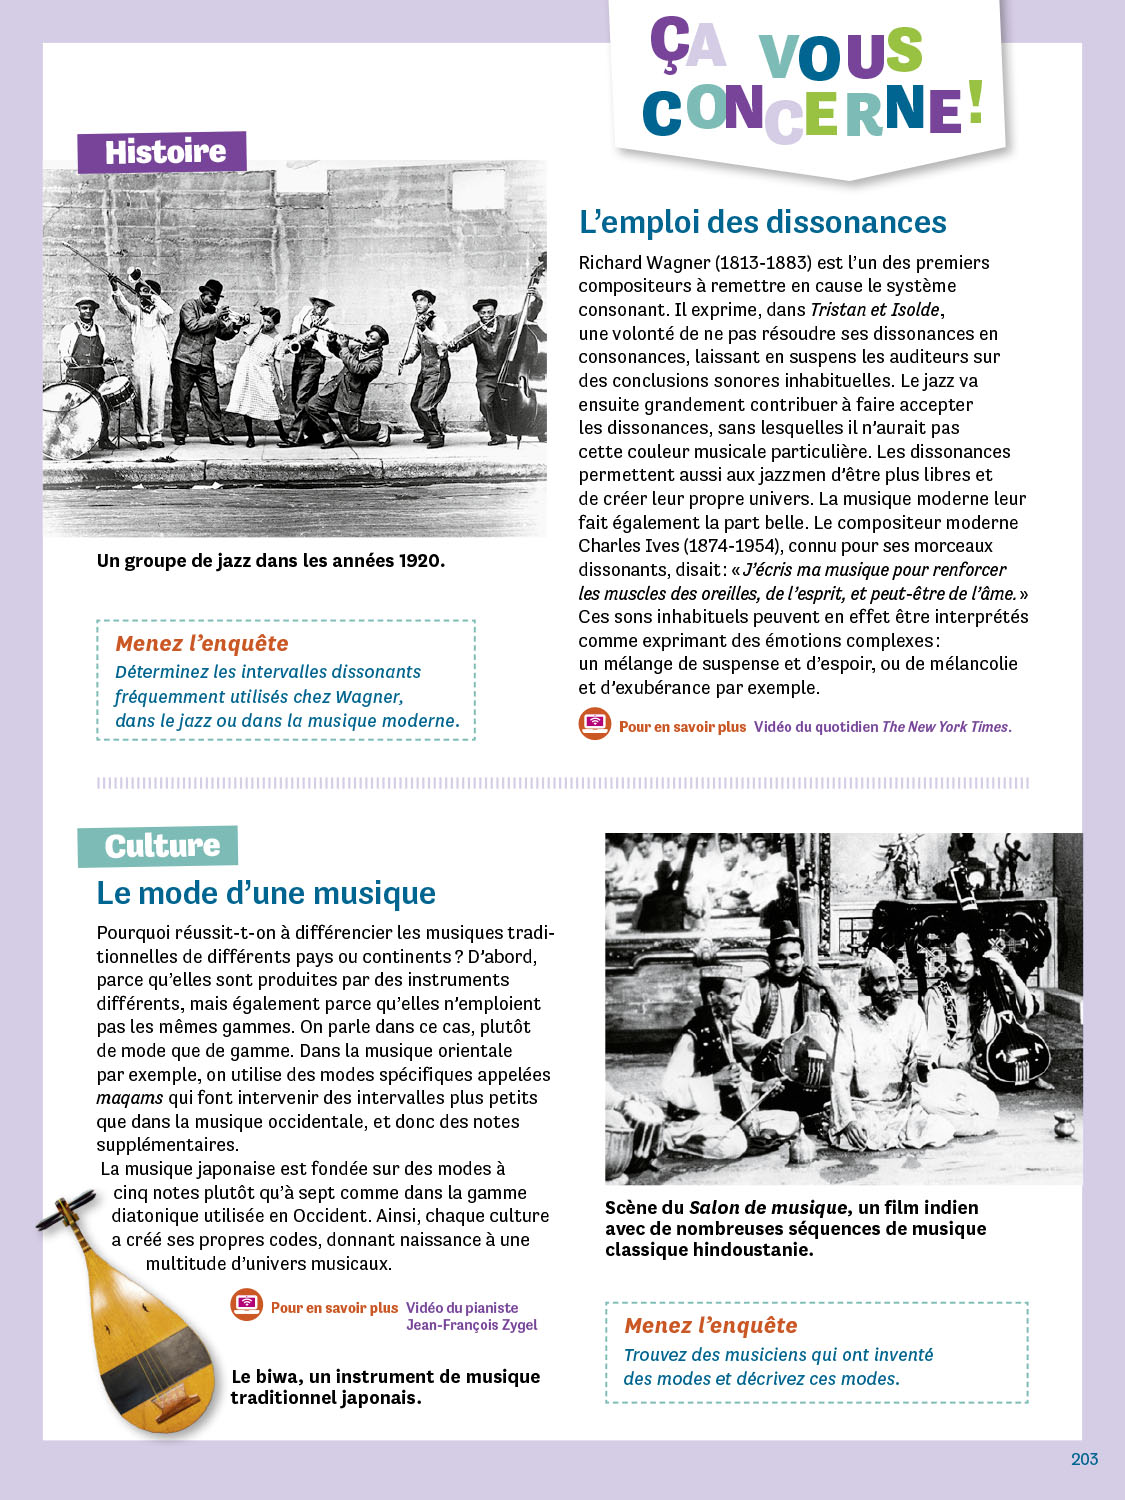 ÇA VOUS
CONCERNE!
Histoire
Un groupe de jazz dans les années 1920.
Menez l'enquête
Déterminez les intervalles dissonants
fréquemment utilisés chez Wagner,
dans le jazz ou dans la musique moderne.
L'emploi des dissonances
Richard Wagner (1813-1883) est l'un des premiers
compositeurs à remettre en cause le système
consonant. Il exprime, dans Tristan et Isolde,
une volonté de ne pas résoudre ses dissonances en
consonances, laissant en suspens les auditeurs sur
des conclusions sonores inhabituelles. Le jazz va
ensuite grandement contribuer à faire accepter
les dissonances, sans lesquelles il n'aurait pas
cette couleur musicale particulière. Les dissonances
permettent aussi aux jazzmen d'être plus libres et
de créer leur propre univers. La musique moderne leur
fait également la part belle. Le compositeur moderne
Charles Ives (1874-1954), connu pour ses morceaux
dissonants, disait : « J'écris ma musique pour renforcer
les muscles des oreilles, de l'esprit, et peut-être de l'âme. »
Ces sons inhabituels peuvent en effet être interprétés
comme exprimant des émotions complexes :
un mélange de suspense et d'espoir, ou de mélancolie
et d'exubérance par exemple.
Pour en savoir plus Vidéo du quotidien The New York Times.
Culture
Le mode d'une musique
Pourquoi réussit-t-on à différencier les musiques tradi-
tionnelles de différents pays ou continents ? D'abord,
parce qu'elles sont produites par des instruments
différents, mais également parce qu'elles n'emploient
pas les mêmes gammes. On parle dans ce cas, plutôt
de mode que de gamme. Dans la musique orientale
par exemple, on utilise des modes spécifiques appelées
maqams qui font intervenir des intervalles plus petits
que dans la musique occidentale, et donc des notes
supplémentaires.
La musique japonaise est fondée sur des modes à
cinq notes plutôt qu'à sept comme dans la gamme
diatonique utilisée en Occident. Ainsi, chaque culture
a créé ses propres codes, donnant naissance à une
multitude d'univers musicaux.
Pour en savoir plus Vidéo du pianiste
Jean-François Zygel
Le biwa, un instrument de musique
traditionnel japonais.
Scène du Salon de musique, un film indien
avec de nombreuses séquences de musique
classique hindoustanie.
Menez l'enquête
Trouvez des musiciens qui ont inventé
des modes et décrivez ces modes.
203